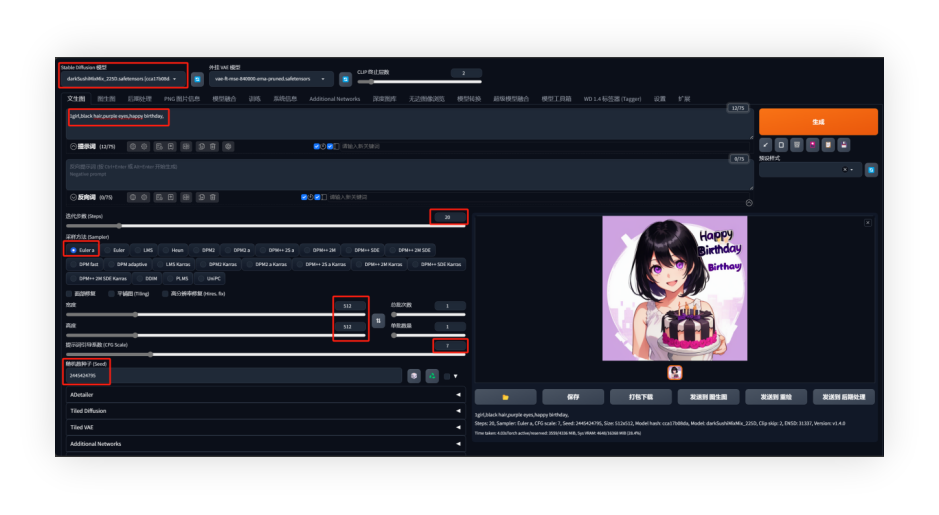 Stable Diffusion 模型
外挂 VAE 模型
CLIP 终止层数
2
darkSushiMixMix_225D.safetensors [cca17b08d
vae-ft-mse-840000-ema-pruned.safetensors
文生图 图生图 后期处理 PNG 图片信息 模型融合 训练 系统信息 Additional Networks 深度图库 无边图像浏览 模型转换 超级模型融合 模型工具箱 WD 1.4 标签器 (Tagger) 设置 扩展
12/75
1girl,black hair,purple eyes,happy birthday,
生成
提示词 (12/75)
请输入新关键词
0/75
预设样式
反向提示词 (按 Ctrl+Enter 或 Alt+Enter 开始生成)
Negative prompt
反向词 (0/75)
请输入新关键词
迭代步数 (Steps)
20
采样方法 (Sampler)
Euler a Euler LMS Heun DPM2 DPM2 a DPM++ 2S a DPM++ 2M DPM++ SDE DPM++ 2M SDE
DPM fast DPM adaptive LMS Karras DPM2 Karras DPM2 a Karras DPM++ 2S a Karras DPM++ 2M Karras DPM++ SDE Karras
DPM++ 2M SDE Karras DDIM PLMS UniPC
面部修复 平铺图 (Tiling) 高分辨率修复 (Hires. fix)
宽度
512
总批次数
1
高度
512
单批数量
1
提示词引导系数 (CFG Scale)
7
随机数种子 (Seed)
2445424795
ADetailer
Tiled Diffusion
Tiled VAE
Additional Networks
Happy
Birthday
Birthay
保存 打包下载 发送到 图生图 发送到 重绘 发送到 后期处理
1girl,black hair,purple eyes,happy birthday,
Steps: 20, Sampler: Euler a, CFG scale: 7, Seed: 2445424795, Size: 512x512, Model hash: cca17b08da, Model: darkSushiMixMix_225D, Clip skip: 2, ENSD: 31337, Version: v1.4.0